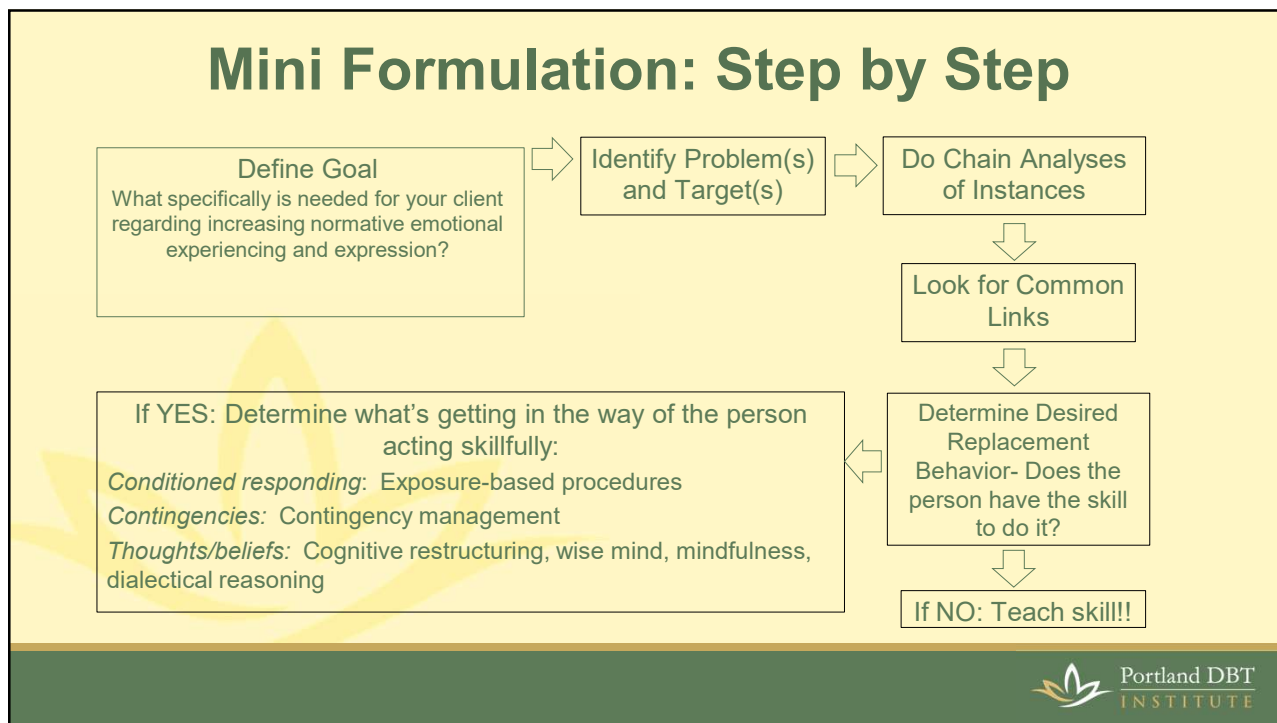 Mini Formulation: Step by Step
Define Goal
What specifically is needed for your client
regarding increasing normative emotional
experiencing and expression?
Identify Problem(s)
and Target(s)
Do Chain Analyses
of Instances
Look for Common
Links
Determine Desired
Replacement
Behavior- Does the
person have the skill
to do it?
If YES: Determine what's getting in the way of the person
acting skillfully:
Conditioned responding: Exposure-based procedures
Contingencies: Contingency management
Thoughts/beliefs: Cognitive restructuring, wise mind, mindfulness,
dialectical reasoning
If NO: Teach skill!!
Portland DBT
INSTITUTE